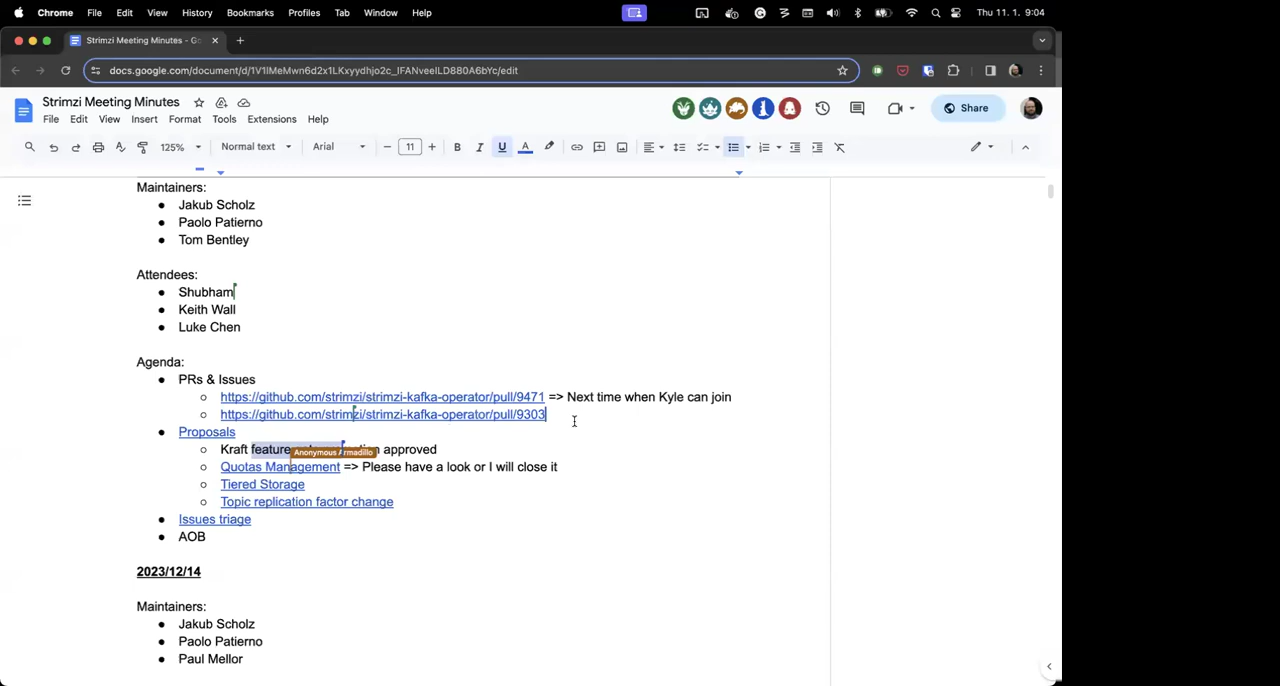 Chrome File Edit View History Bookmarks Profiles Tab Window Help Thu 11. 1. 9:04
Strimzi Meeting Minutes - Go
docs.google.com/document/d/1V1lMeMwn6d2x1LKxyydhjo2c_IFANveeILD880A6bYc/edit
Strimzi Meeting Minutes
File Edit View Insert Format Tools Extensions Help
Share
125% Normal text Arial 11 B I U A
Maintainers:
Jakub Scholz
Paolo Patierno
Tom Bentley
Attendees:
Shubham
Keith Wall
Luke Chen
Agenda:
PRs & Issues
https://github.com/strimzi/strimzi-kafka-operator/pull/9471 => Next time when Kyle can join
https://github.com/strimzi/strimzi-kafka-operator/pull/9303
Proposals
Kraft feature approved
Anonymous Armadillo
Quotas Management => Please have a look or I will close it
Tiered Storage
Topic replication factor change
Issues triage
AOB
2023/12/14
Maintainers:
Jakub Scholz
Paolo Patierno
Paul Mellor